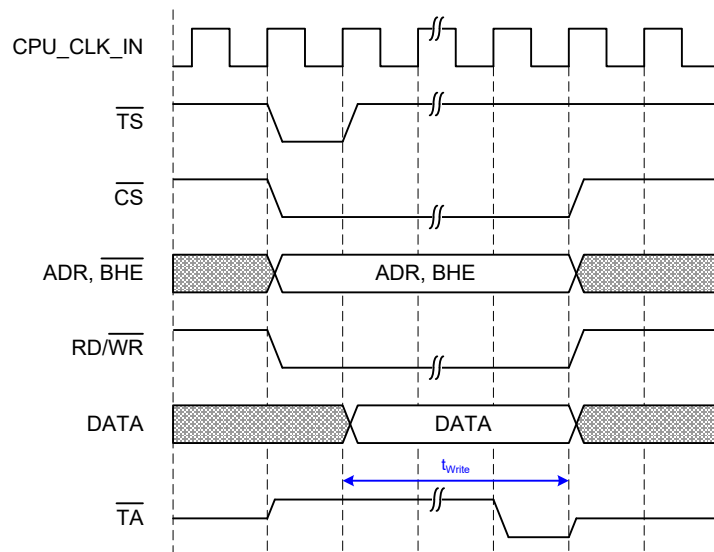 CPU_CLK_IN
TS
CS
ADR, BHE
ADR, BHE
RD/WR
DATA
DATA
tWrite
TA